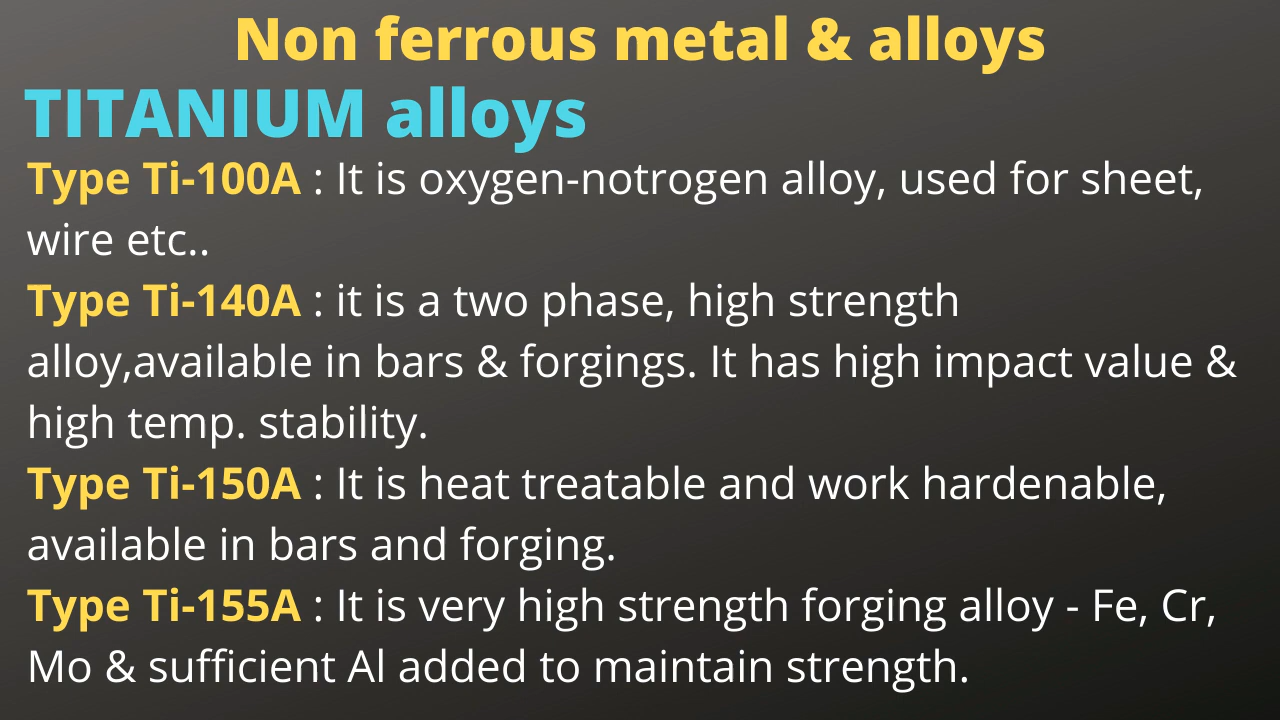 Non ferrous metal & alloys
TITANIUM alloys
Type Ti-100A : It is oxygen-notrogen alloy, used for sheet,
wire etc..
Type Ti-140A : it is a two phase, high strength
alloy,available in bars & forgings. It has high impact value &
high temp. stability.
Type Ti-150A : It is heat treatable and work hardenable,
available in bars and forging.
Type Ti-155A : It is very high strength forging alloy - Fe, Cr,
Mo & sufficient Al added to maintain strength.